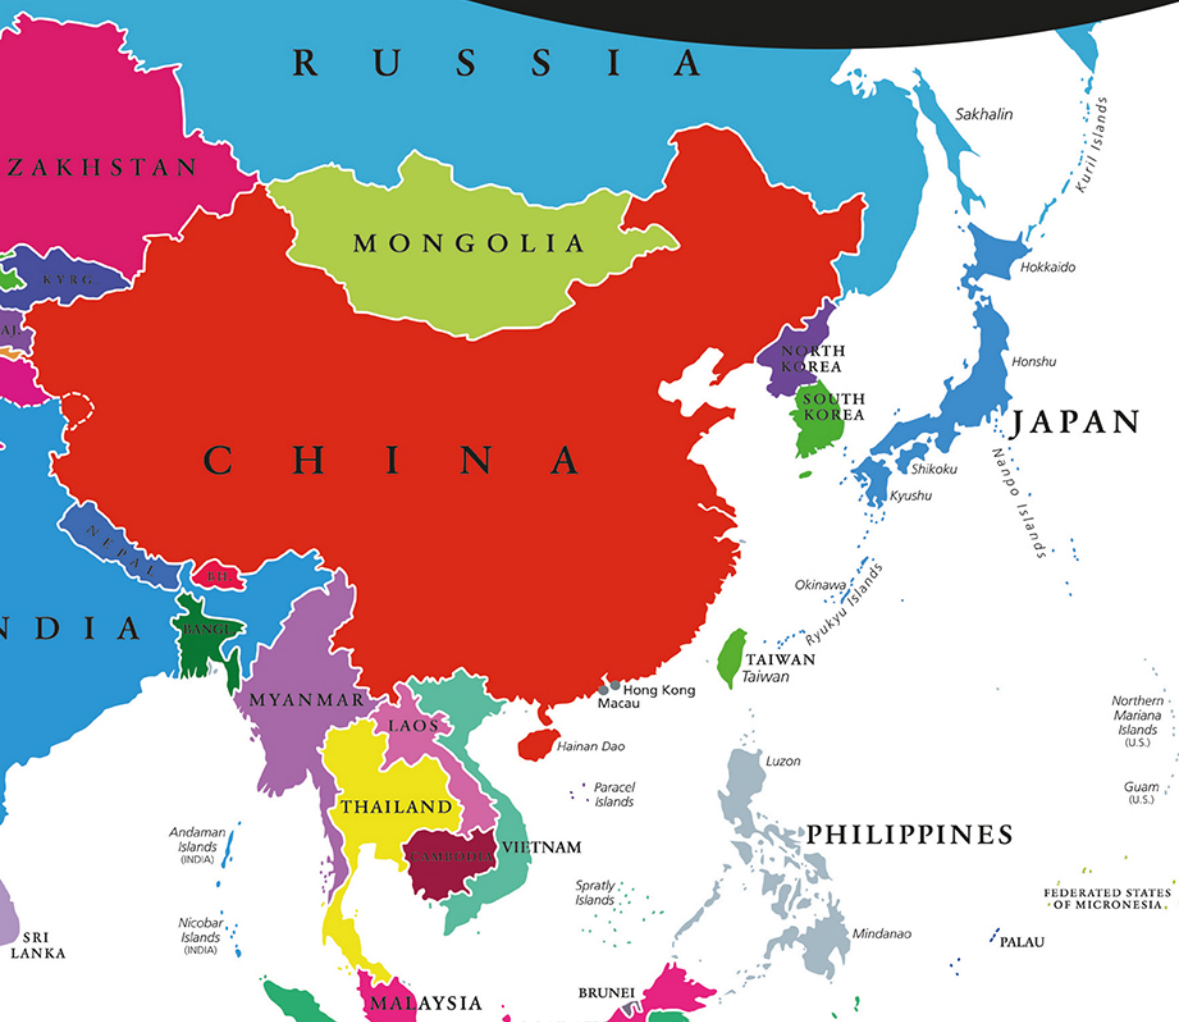 RUSSIA
Sakhalin
Kuril Islands
ZAKHSTAN
MONGOLIA
KYRG.
Hokkaido
AJ.
NORTH
KOREA
Honshu
SOUTH
KOREA
JAPAN
CHINA
Shikoku
Kyushu
Nanpo Islands
NEPAL
BH.
Okinawa
Ryukyu Islands
NDIA
BANGL.
TAIWAN
Taiwan
Hong Kong
Macau
MYANMAR
LAOS
Hainan Dao
Northern
Mariana
Islands
(U.S.)
Luzon
Paracel
Islands
Guam
(U.S.)
THAILAND
Andaman
Islands
(INDIA)
PHILIPPINES
VIETNAM
CAMBODIA
Spratly
Islands
FEDERATED STATES
OF MICRONESIA
Nicobar
Islands
(INDIA)
Mindanao
SRI
LANKA
PALAU
BRUNEI
MALAYSIA